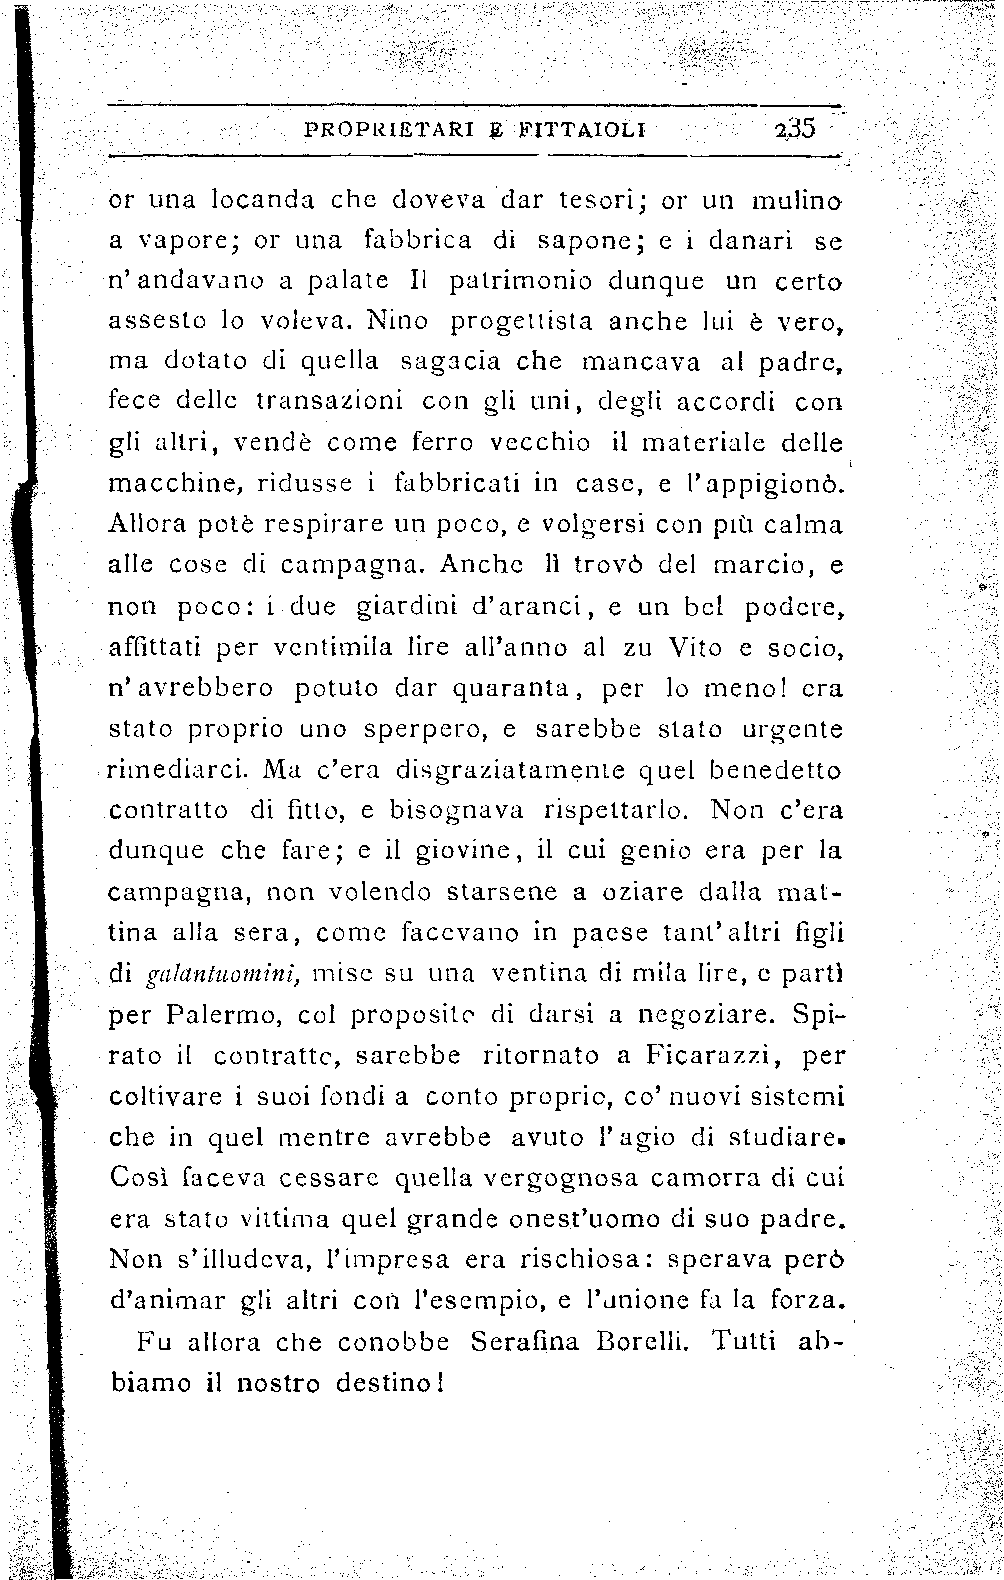 PROPRIETARI E FITTAIOLI 235
or una locanda che doveva dar tesori; or un mulino
a vapore; or una fabbrica di sapone; e i danari se
n'andavano a palate Il patrimonio dunque un certo
assesto lo voleva. Nino progettista anche lui è vero,
ma dotato di quella sagacia che mancava al padre,
fece delle transazioni con gli uni, degli accordi con
gli altri, vendè come ferro vecchio il materiale delle
macchine, ridusse i fabbricati in case, e l'appigionò.
Allora potè respirare un poco, e volgersi con più calma
alle cose di campagna. Anche lì trovò del marcio, e
non poco: i due giardini d'aranci, e un bel podere,
affittati per ventimila lire all'anno al zu Vito e socio,
n'avrebbero potuto dar quaranta, per lo meno! era
stato proprio uno sperpero, e sarebbe stato urgente
rimediarci. Ma c'era disgraziatamente quel benedetto
contratto di fitto, e bisognava rispettarlo. Non c'era
dunque che fare; e il giovine, il cui genio era per la
campagna, non volendo starsene a oziare dalla mat-
tina alla sera, come facevano in paese tant'altri figli
di galantuomini, mise su una ventina di mila lire, e partì
per Palermo, col proposito di darsi a negoziare. Spi-
rato il contratto, sarebbe ritornato a Ficarazzi, per
coltivare i suoi fondi a conto proprio, co' nuovi sistemi
che in quel mentre avrebbe avuto l'agio di studiare.
Così faceva cessare quella vergognosa camorra di cui
era stato vittima quel grande onest'uomo di suo padre.
Non s'illudeva, l'impresa era rischiosa: sperava però
d'animar gli altri con l'esempio, e l'unione fa la forza.
Fu allora che conobbe Serafina Borelli. Tutti ab-
biamo il nostro destino!